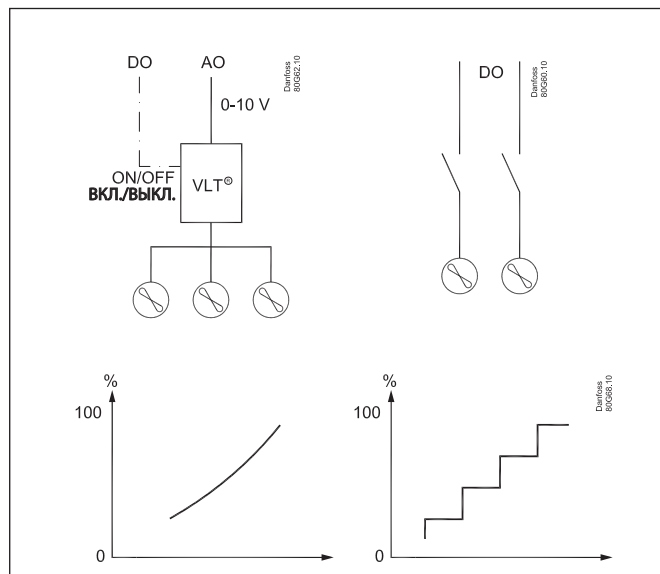 DO
AO
Danfoss
80G62.10
0-10 V
ON/OFF
ВКЛ./ВЫКЛ.
VLT®
DO
Danfoss
80G60.10
%
100
0
%
100
0
Danfoss
80G68.10